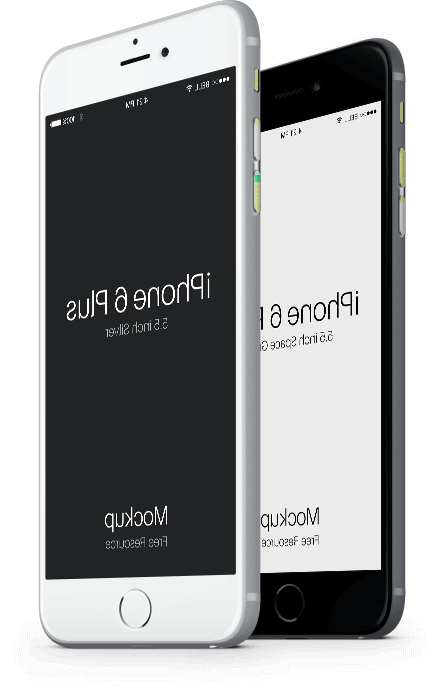 BELL 4:21 PM 100%
iPhone 6 Plus
5.5 inch Silver
Mockup
Free Resource
BELL 4:21 PM
iPhone 6 P
5.5 inch Space G
Mockup
Free Resource